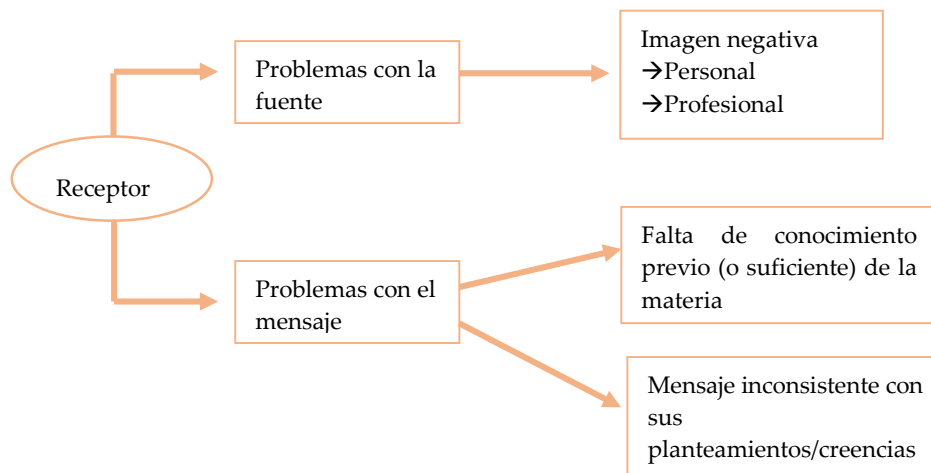 Problemas con la
fuente
Imagen negativa
→Personal
→Profesional
Receptor
Problemas con el
mensaje
Falta de conocimiento
previo (o suficiente) de la
materia
Mensaje inconsistente con
sus
planteamientos/creencias